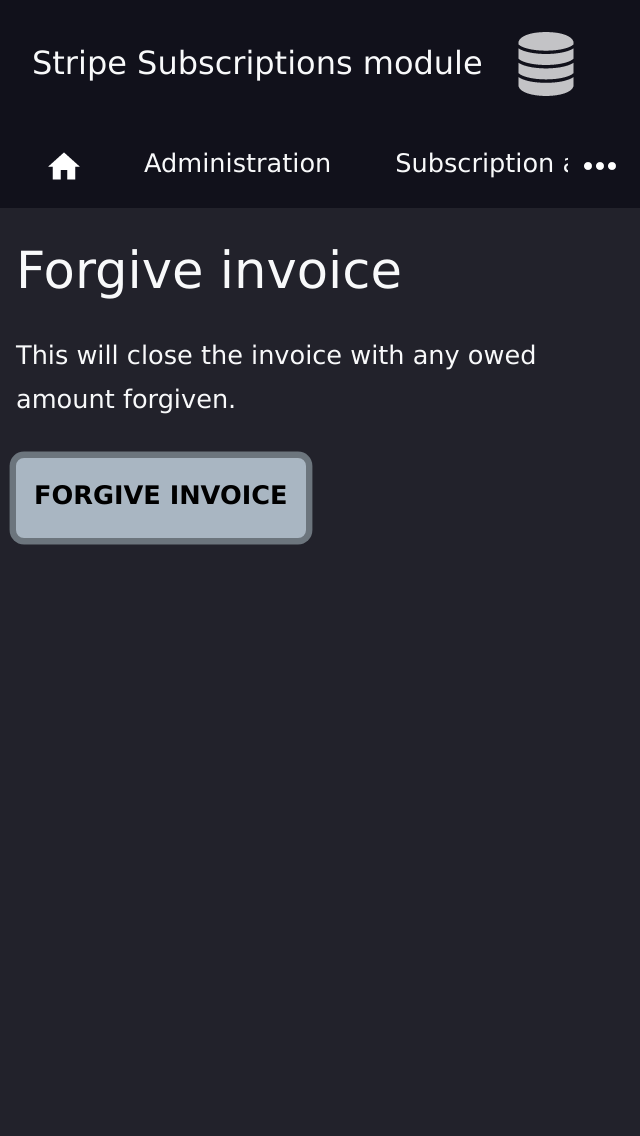 Stripe Subscriptions module
Administration
Subscription
Forgive invoice
This will close the invoice with any owed
amount forgiven.
FORGIVE INVOICE